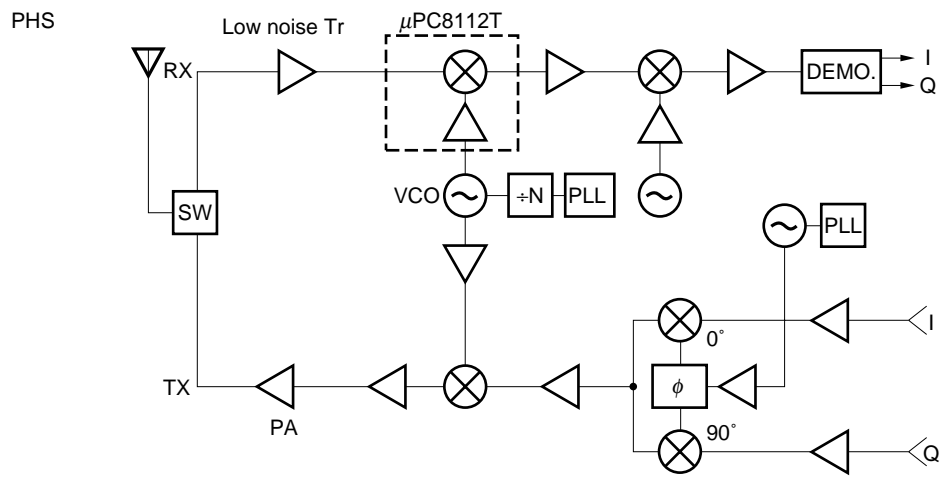 PHS
Low noise Tr
μPC8112T
RX
DEMO.
I
Q
VCO
÷N
PLL
SW
PLL
I
0˚
TX
ϕ
PA
90˚
Q